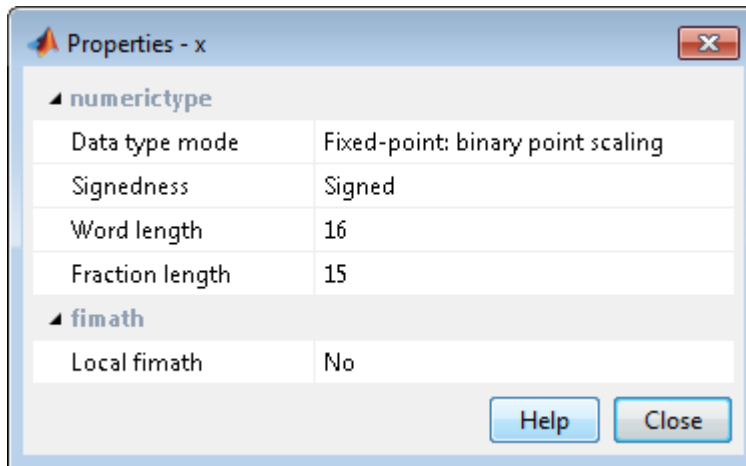 Properties - x
numerictype
Data type mode Fixed-point: binary point scaling
Signedness Signed
Word length 16
Fraction length 15
fimath
Local fimath No
Help Close